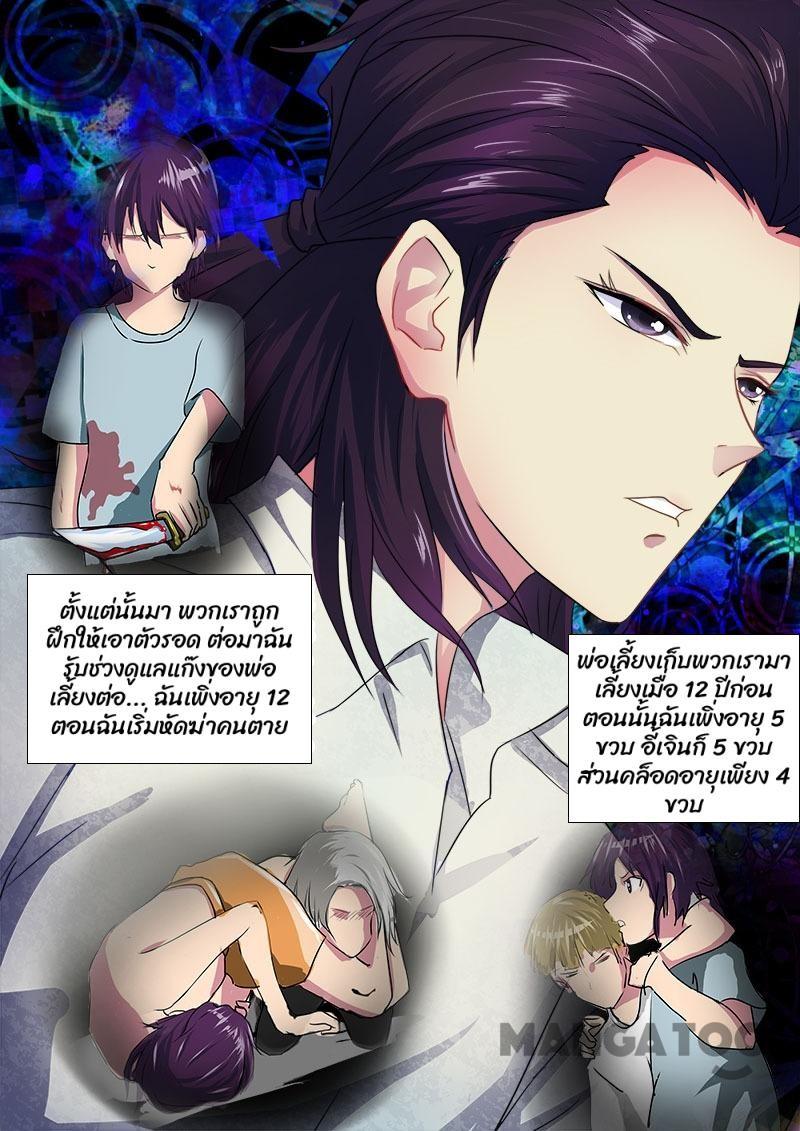 ตั้งแต่นั้นมา พวกเราถูก
ฝึกให้เอาตัวรอด ต่อมาฉัน
รับช่วงดูแลแก๊งของพ่อ
เลี้ยงต่อ... ฉันเพิ่งอายุ 12
ตอนฉันเริ่มหัดฆ่าคนตาย
พ่อเลี้ยงเก็บพวกเรามา
เลี้ยงเมื่อ 12 ปีก่อน
ตอนนั้นฉันเพิ่งอายุ 5
ขวบ อี้เจินก็ 5 ขวบ
ส่วนคล็อดอายุเพียง 4
ขวบ
MANGATOON